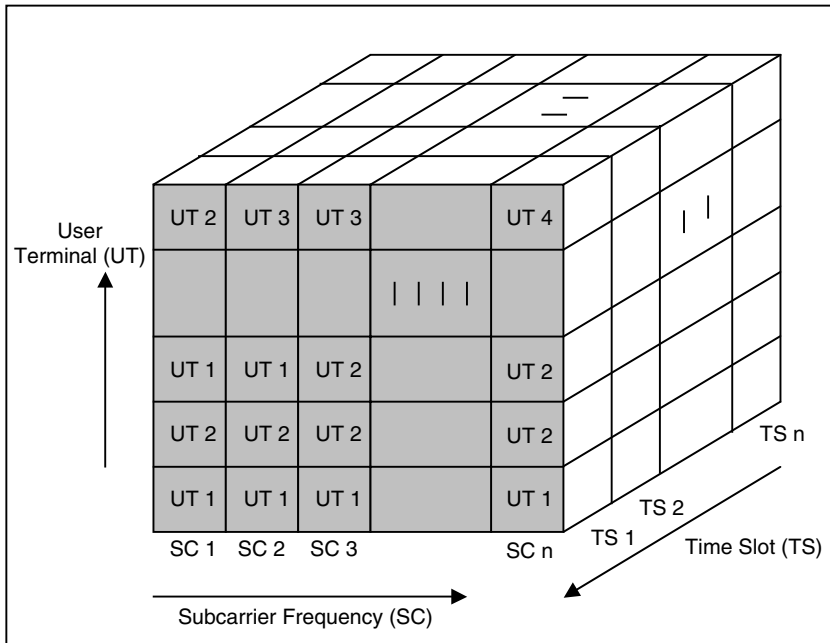 UT 2 UT 3 UT 3 UT 4
User
Terminal (UT)
UT 1 UT 1 UT 2 UT 2
UT 2 UT 2 UT 2 UT 2
UT 1 UT 1 UT 1 UT 1
SC 1 SC 2 SC 3 SC n
TS 1
TS 2
TS n
Time Slot (TS)
Subcarrier Frequency (SC)